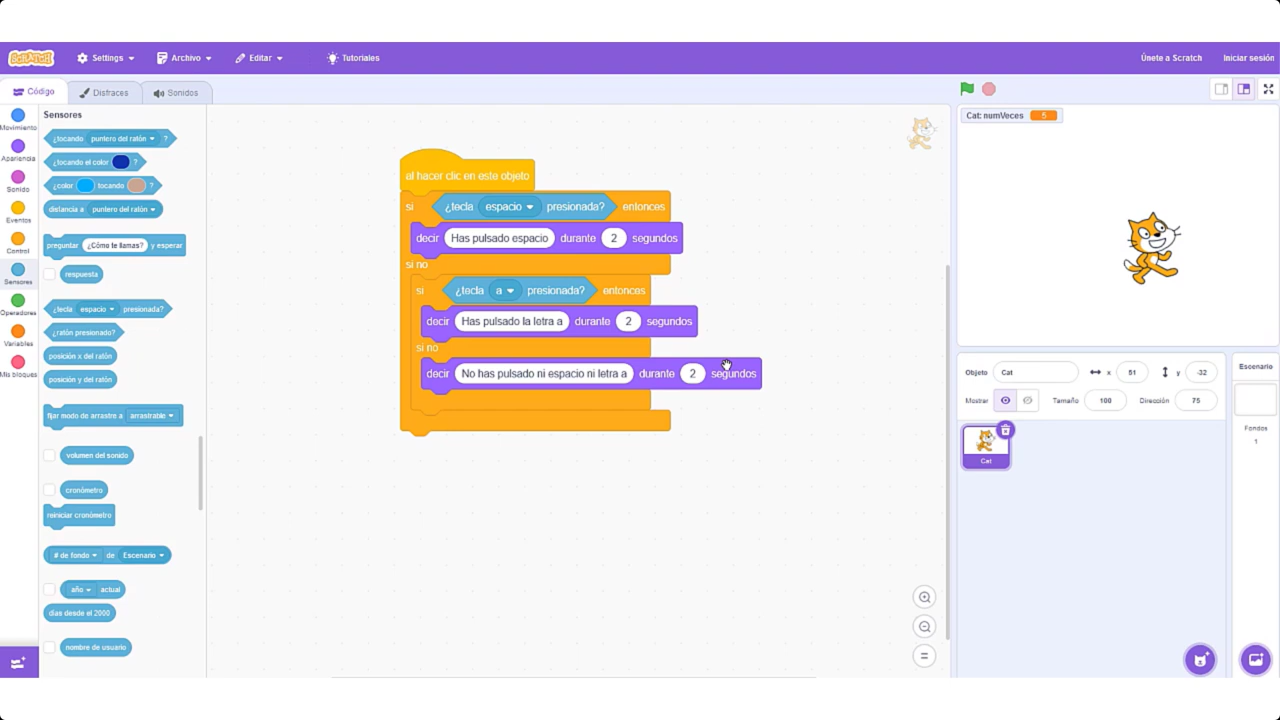 SCRATCH
Settings
Archivo
Editar
Tutoriales
Únete a Scratch
Iniciar sesión
Código
Disfraces
Sonidos
Movimiento
Apariencia
Sonido
Eventos
Control
Sensores
Operadores
Variables
Mis bloques
Sensores
¿tocando puntero del ratón ?
¿tocando el color ?
¿color tocando ?
distancia a puntero del ratón
preguntar ¿Cómo te llamas? y esperar
respuesta
¿tecla espacio presionada?
¿ratón presionado?
posición x del ratón
posición y del ratón
fijar modo de arrastre a arrastrable
volumen del sonido
cronómetro
reiniciar cronómetro
# de fondo de Escenario
año actual
días desde el 2000
nombre de usuario
al hacer clic en este objeto
si ¿tecla espacio presionada? entonces
decir Has pulsado espacio durante 2 segundos
si no
si ¿tecla a presionada? entonces
decir Has pulsado la letra a durante 2 segundos
si no
decir No has pulsado ni espacio ni letra a durante 2 segundos
Cat: numVeces 5
Objeto Cat x 51 y -32
Mostrar Tamaño 100 Dirección 75
Cat
Escenario
Fondos
1